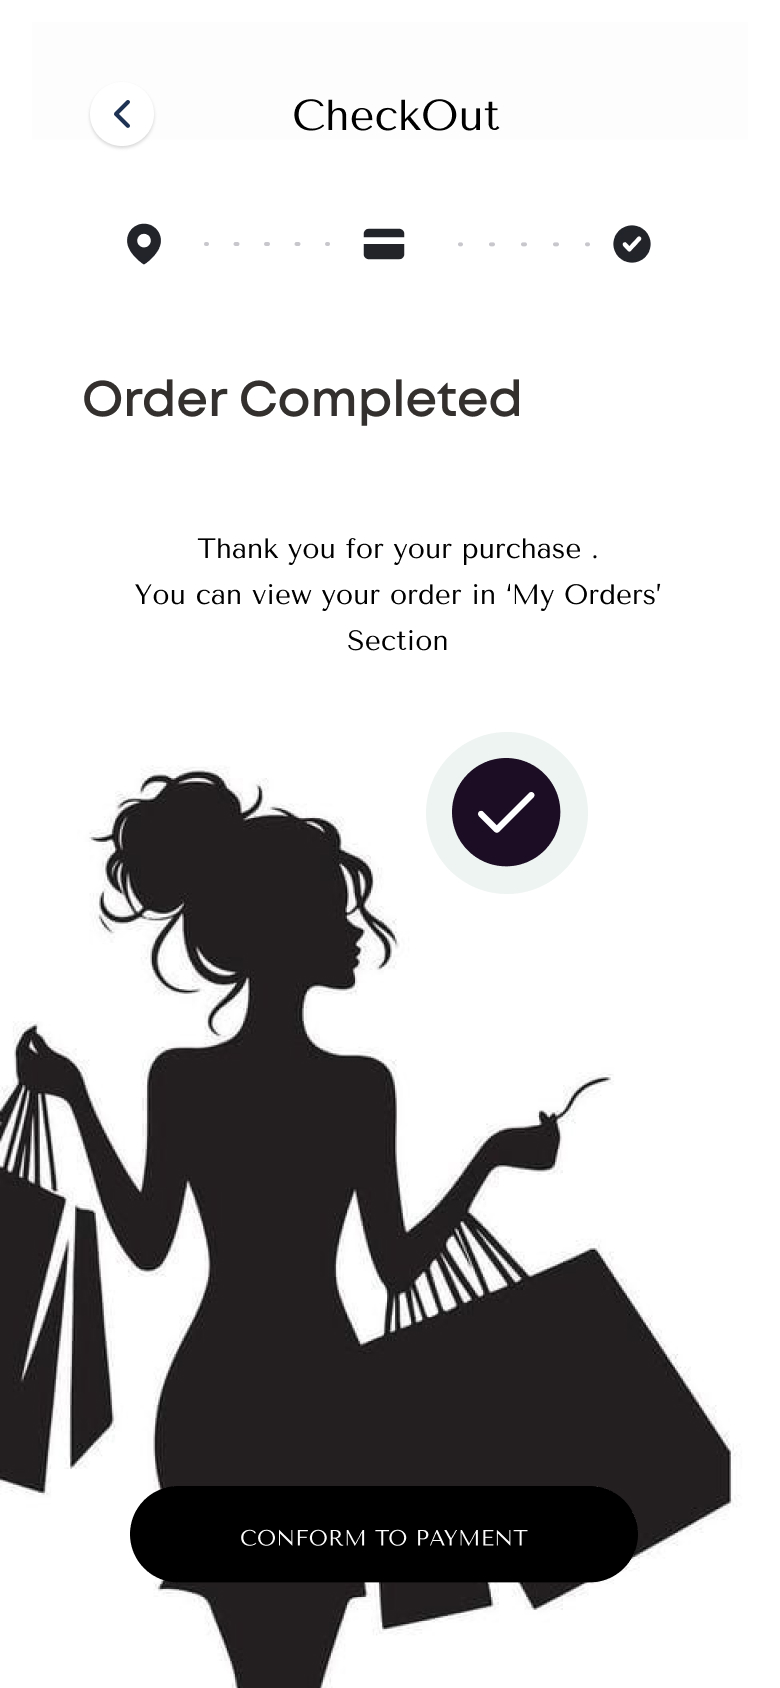 CheckOut
Order Completed
Thank you for your purchase .
You can view your order in ‘My Orders’
Section
CONFORM TO PAYMENT